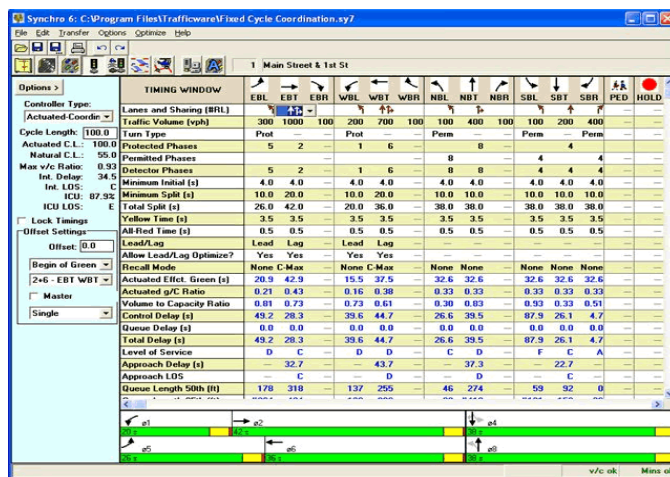 Synchro 6: C:\Program Files\Trafficware\Fixed Cycle Coordination.sy7
File Edit Transfer Options Optimize Help
1 Main Street & 1st St
Options >
Controller Type:
Actuated-Coordin
Cycle Length: 100.0
Actuated C.L.: 100.0
Natural C.L.: 55.0
Max v/c Ratio: 0.93
Int. Delay: 34.5
Int. LOS: C
ICU: 87.9%
ICU LOS: E
Lock Timings
Offset Settings
Offset: 0.0
Begin of Green
2+6 - EBT WBT
Master
Single
TIMING WINDOW EBL EBT EBR WBL WBT WBR NBL NBT NBR SBL SBT SBR PED HOLD
Lanes and Sharing (#RL)
Traffic Volume (vph) 300 1000 100 200 700 100 100 400 100 100 200 400 — —
Turn Type Prot — — Prot — — Perm — — Perm — Perm — —
Protected Phases 5 2 1 6 8 4 — —
Permitted Phases 8 4 4 — —
Detector Phases 5 2 — 1 6 — 8 8 — 4 4 4 — —
Minimum Initial (s) 4.0 4.0 — 4.0 4.0 — 4.0 4.0 — 4.0 4.0 4.0 — —
Minimum Split (s) 10.0 20.0 — 10.0 20.0 — 10.0 10.0 — 10.0 10.0 10.0 — —
Total Split (s) 26.0 42.0 — 20.0 36.0 — 38.0 38.0 — 38.0 38.0 38.0 — —
Yellow Time (s) 3.5 3.5 — 3.5 3.5 — 3.5 3.5 — 3.5 3.5 3.5 — —
All-Red Time (s) 0.5 0.5 — 0.5 0.5 — 0.5 0.5 — 0.5 0.5 0.5 — —
Lead/Lag Lead Lag — Lead Lag — — — — — — — — —
Allow Lead/Lag Optimize? Yes Yes — Yes Yes — — — — — — — — —
Recall Mode None C-Max — None C-Max — None None — None None None — —
Actuated Effct. Green (s) 20.9 42.9 — 15.5 37.5 — 32.6 32.6 — 32.6 32.6 32.6 — —
Actuated g/C Ratio 0.21 0.43 — 0.16 0.38 — 0.33 0.33 — 0.33 0.33 0.33 — —
Volume to Capacity Ratio 0.81 0.73 — 0.73 0.61 — 0.30 0.83 — 0.93 0.33 0.51 — —
Control Delay (s) 49.2 28.3 — 39.6 44.7 — 26.6 39.5 — 87.9 26.1 4.7 — —
Queue Delay (s) 0.0 0.0 — 0.0 0.0 — 0.0 0.0 — 0.0 0.0 0.0 — —
Total Delay (s) 49.2 28.3 — 39.6 44.7 — 26.6 39.5 — 87.9 26.1 4.7 — —
Level of Service D C — D D — C D — F C A — —
Approach Delay (s) — 32.7 — — 43.7 — — 37.3 — — 22.7 — — —
Approach LOS — C — — D — — D — — C — — —
Queue Length 50th (ft) 178 318 — 137 255 — 46 274 — 59 92 0 — —
ø1 ø2 ø4
20 s 42 s 38 s
ø5 ø6 ø8
26 s 36 s 38 s
v/c ok Mins ok